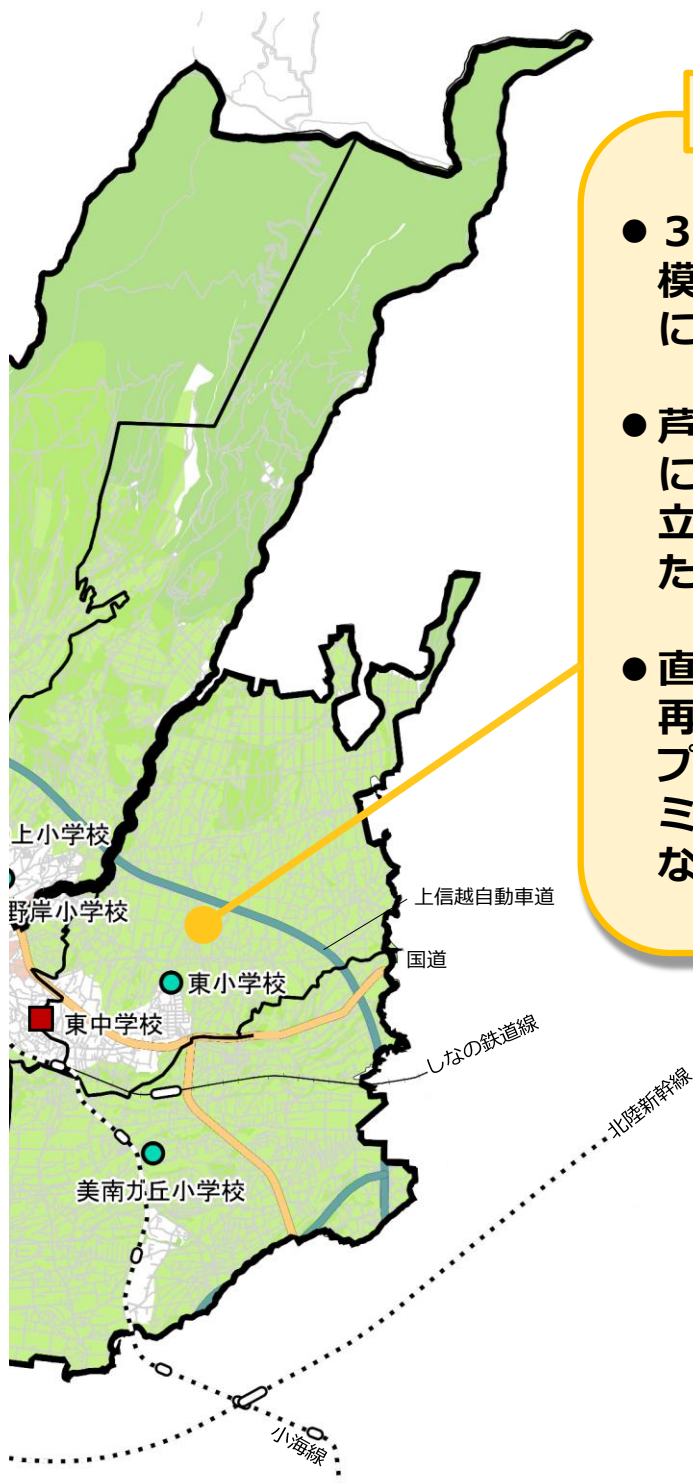 ● 3
模
に
● 芦
に
立
た
● 直
再
プ
ミ
な
上小学校
野岸小学校
上信越自動車道
国道
東小学校
東中学校
しなの鉄道線
北陸新幹線
美南ガ丘小学校
小海線